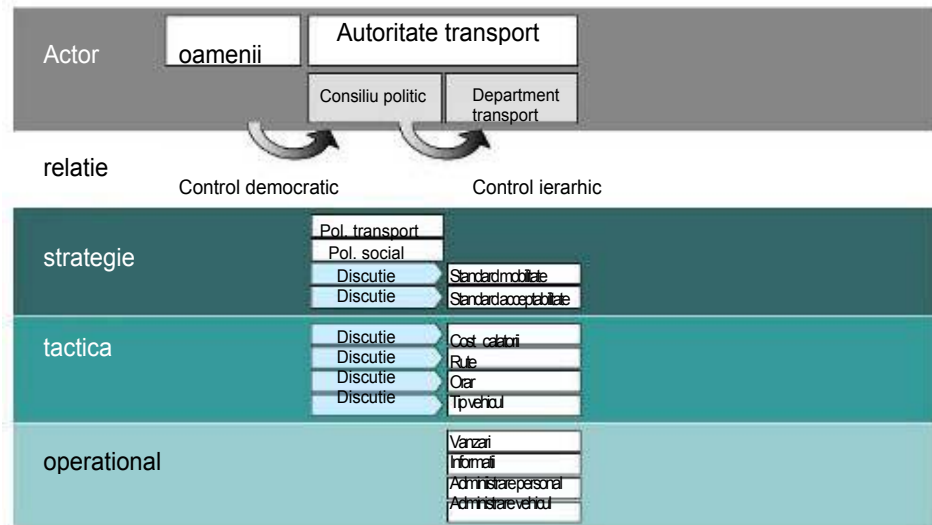 Actor
oamenii
Autoritate transport
Consiliu politic
Department
transport
relatie
Control democratic
Control ierarhic
strategie
Pol. transport
Pol. social
Discutie
Standard mobilitate
Discutie
Standard acceptabilitate
tactica
Discutie
Cost calatorii
Discutie
Rute
Discutie
Orar
Discutie
Tip vehicul
operational
Vanzari
Informatii
Administrare personal
Administrare vehicul